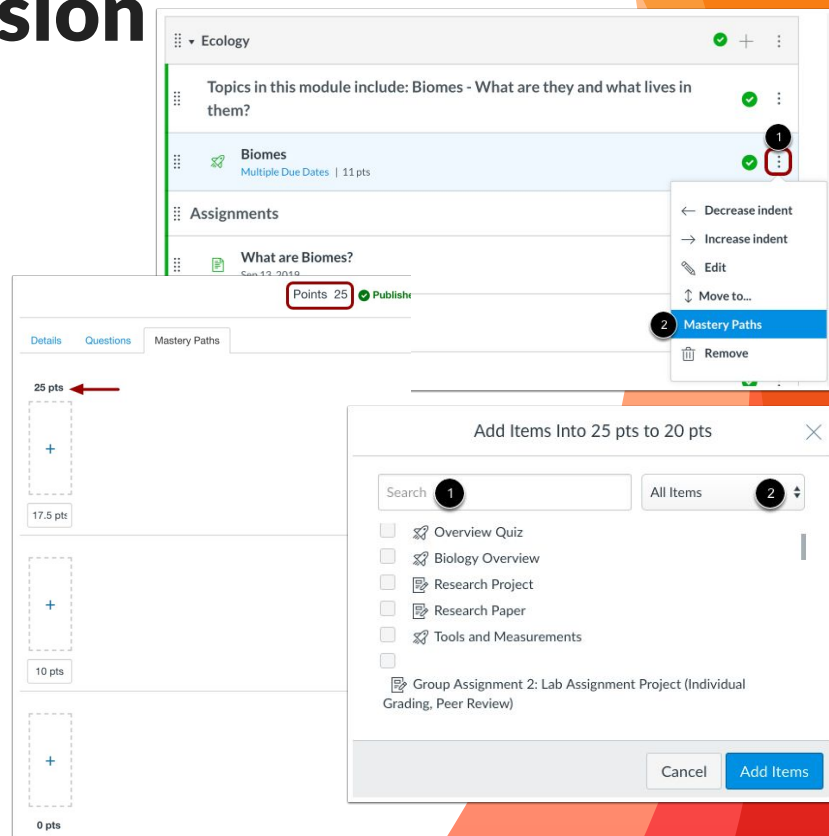 Ecology
Topics in this module include: Biomes - What are they and what lives in
them?
1
Biomes
Multiple Due Dates | 11 pts
Decrease indent
Assignments
Increase indent
What are Biomes?
Sep 13, 2019
Edit
Move to...
2 Mastery Paths
Remove
Points 25
Details Questions Mastery Paths
25 pts
+
17.5 pts
+
10 pts
+
0 pts
Add Items Into 25 pts to 20 pts
Search 1 All Items 2
Overview Quiz
Biology Overview
Research Project
Research Paper
Tools and Measurements
Group Assignment 2: Lab Assignment Project (Individual
Grading, Peer Review)
Cancel Add Items